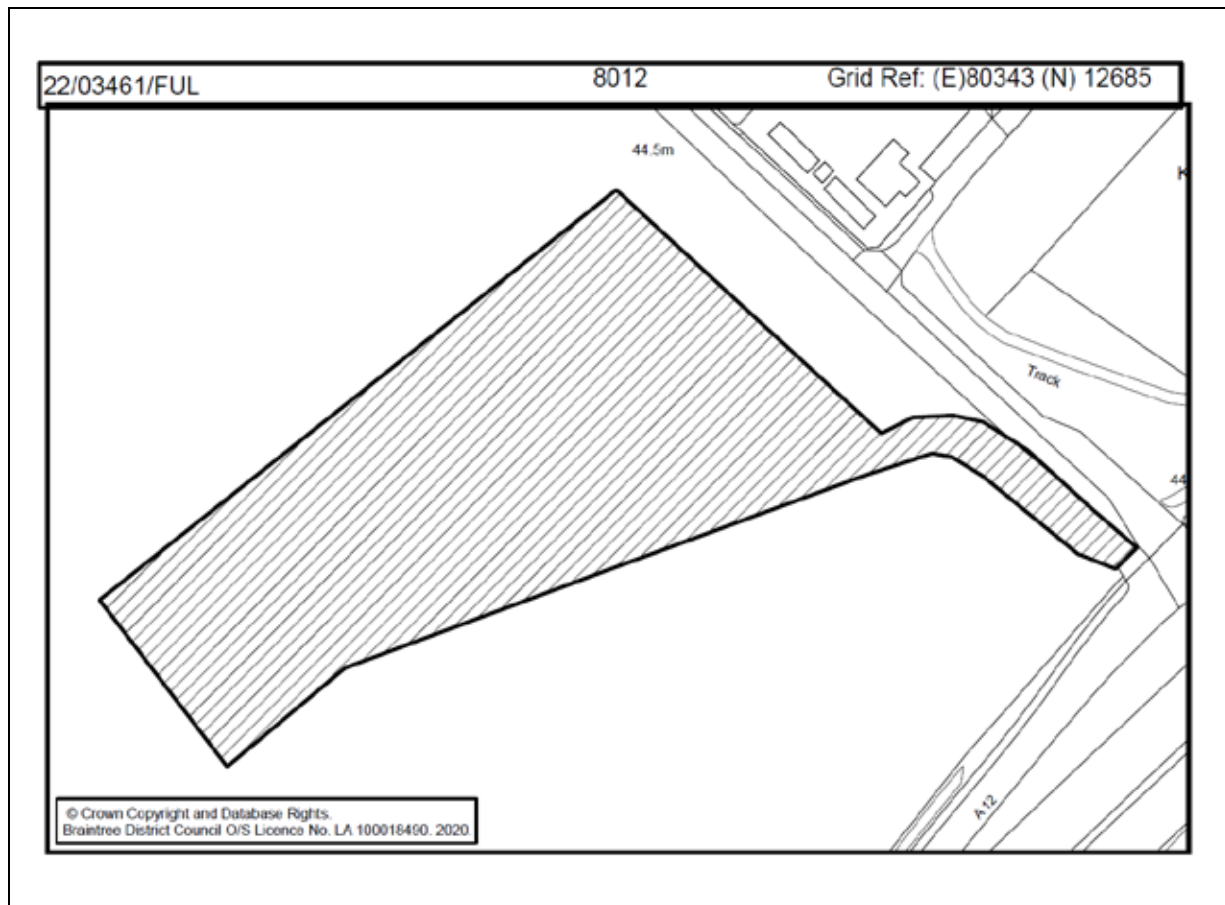 22/03461/FUL 8012 Grid Ref: (E)80343 (N) 12685
44.5m
K
Track
44
A12
© Crown Copyright and Database Rights.
Braintree District Council O/S Licence No. LA 100018490. 2020.